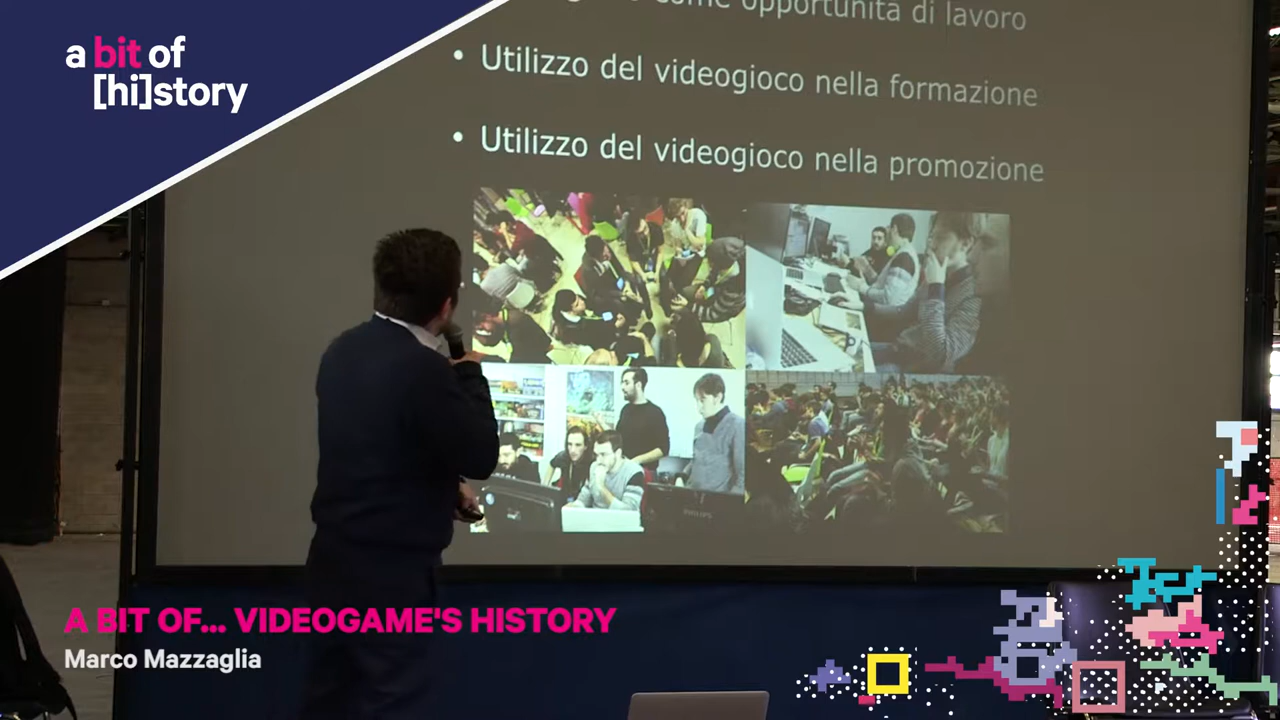 a bit of
[hi]story
come opportunità di lavoro
• Utilizzo del videogioco nella formazione
• Utilizzo del videogioco nella promozione
PHILIPS
A BIT OF... VIDEOGAME'S HISTORY
Marco Mazzaglia